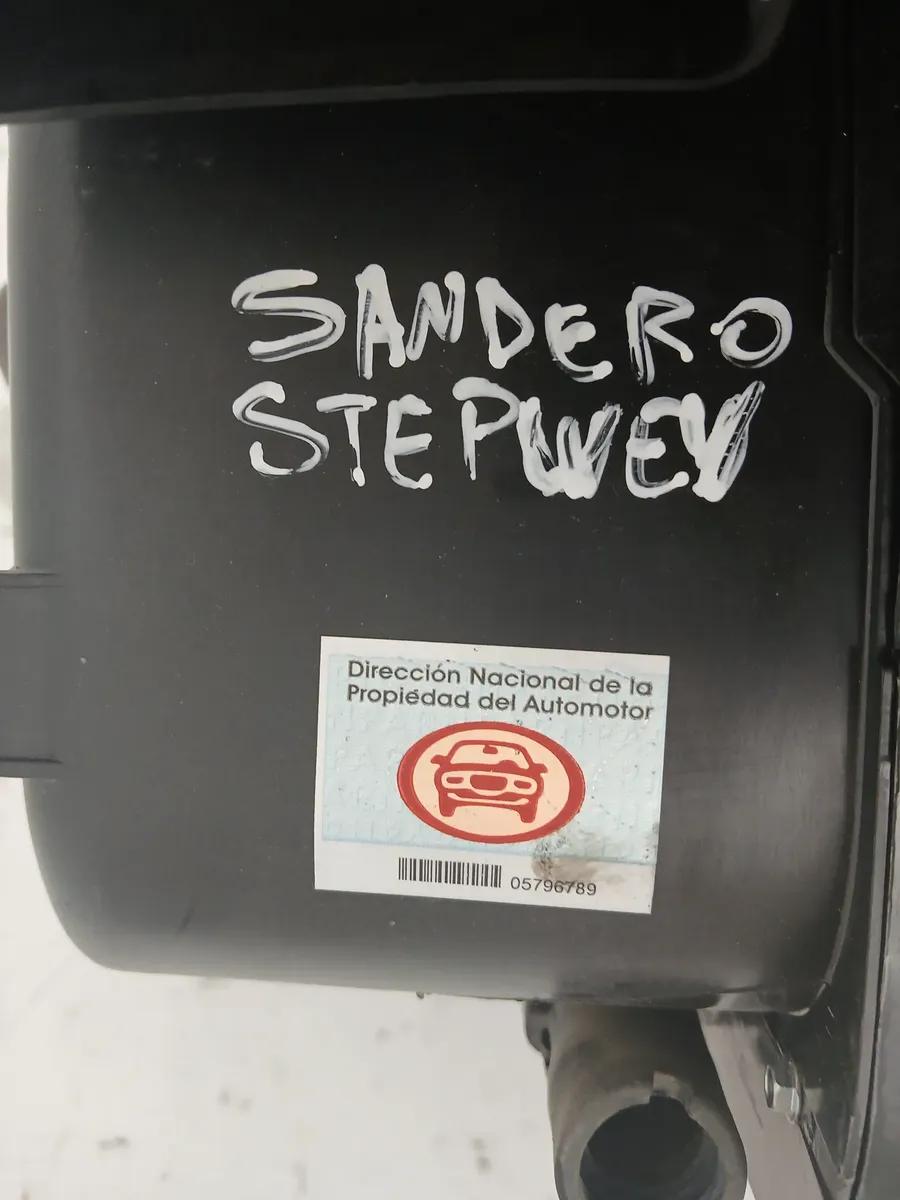 SANDERO
STEPWEY
Dirección Nacional de la
Propiedad del Automotor
05796789